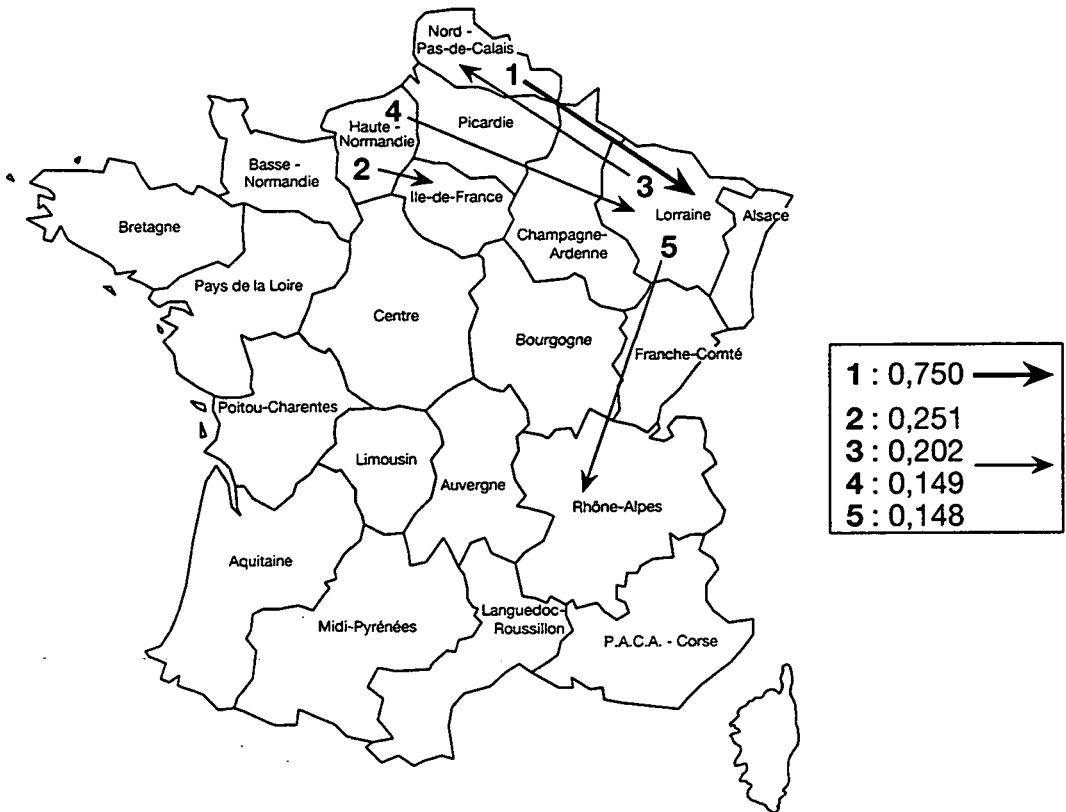 Nord -
Pas-de-Calais
1
4
Haute -
Normandie
Picardie
2
Basse -
Normandie
Ile-de-France
3
Lorraine
Alsace
Bretagne
Champagne-
Ardenne
5
Pays de la Loire
Centre
Bourgogne
Franche-Comté
Poitou-Charentes
Limousin
Auvergne
Rhône-Alpes
Aquitaine
Midi-Pyrénées
Languedoc-
Roussillon
P.A.C.A. - Corse
1 : 0,750
2 : 0,251
3 : 0,202
4 : 0,149
5 : 0,148